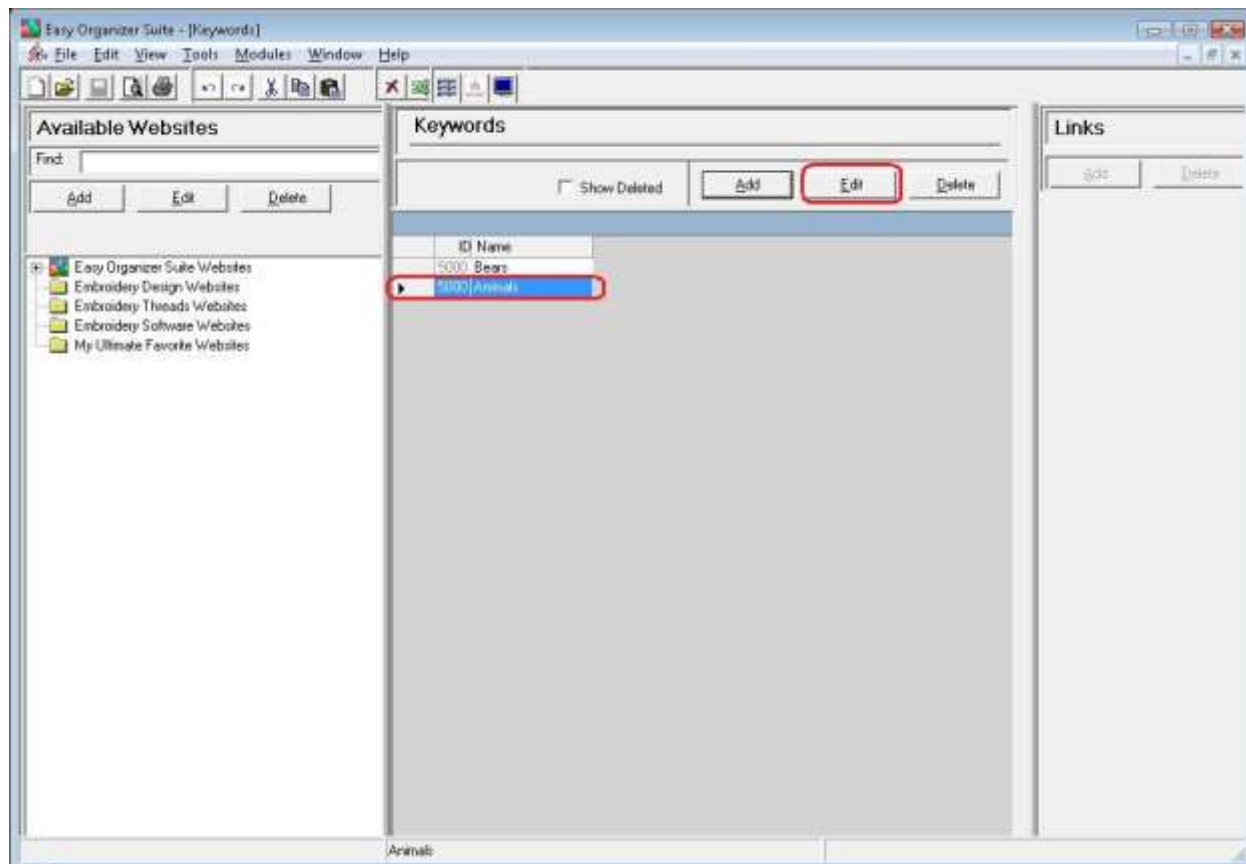 Easy Organizer Suite - [Keywords]
File Edit View Tools Modules Window Help
Available Websites
Find:
Add Edit Delete
Easy Organizer Suite Websites
Embroidery Design Websites
Embroidery Threads Websites
Embroidery Software Websites
My Ultimate Favorite Websites
Keywords
Show Deleted Add Edit Delete
ID Name
5000 Bears
5000 Animals
Links
Add Delete
Animals